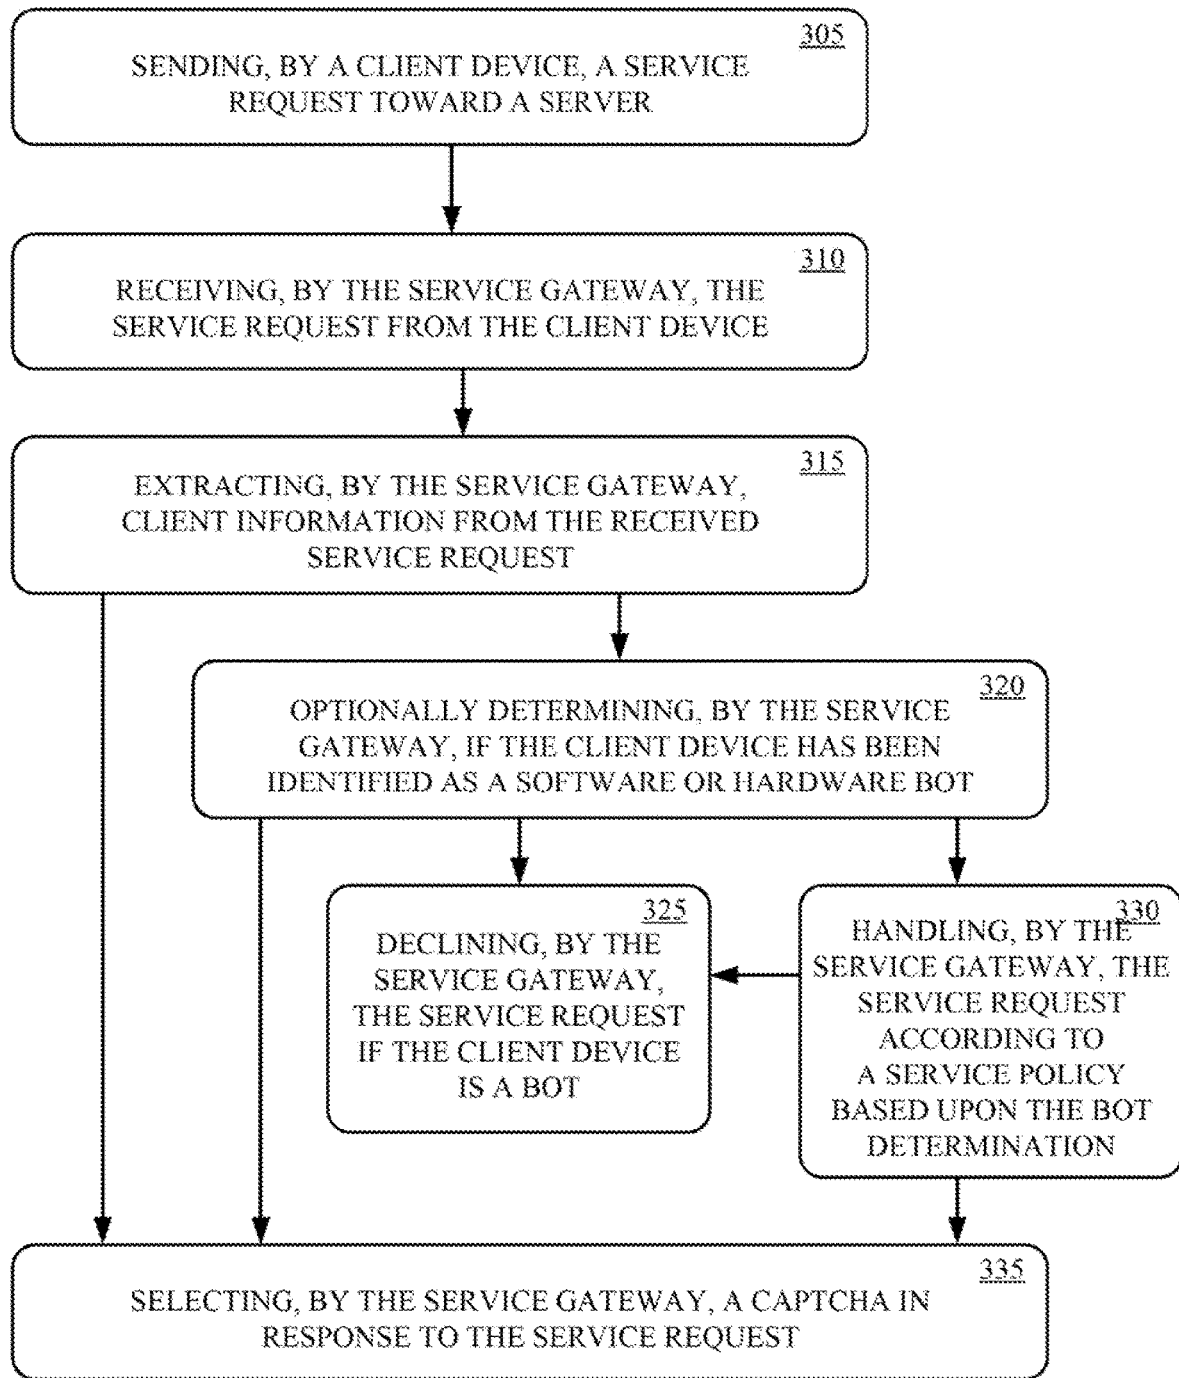 305
SENDING, BY A CLIENT DEVICE, A SERVICE
REQUEST TOWARD A SERVER
310
RECEIVING, BY THE SERVICE GATEWAY, THE
SERVICE REQUEST FROM THE CLIENT DEVICE
315
EXTRACTING, BY THE SERVICE GATEWAY,
CLIENT INFORMATION FROM THE RECEIVED
SERVICE REQUEST
320
OPTIONALLY DETERMINING, BY THE SERVICE
GATEWAY, IF THE CLIENT DEVICE HAS BEEN
IDENTIFIED AS A SOFTWARE OR HARDWARE BOT
325
DECLINING, BY THE
SERVICE GATEWAY,
THE SERVICE REQUEST
IF THE CLIENT DEVICE
IS A BOT
330
HANDLING, BY THE
SERVICE GATEWAY, THE
SERVICE REQUEST
ACCORDING TO
A SERVICE POLICY
BASED UPON THE BOT
DETERMINATION
335
SELECTING, BY THE SERVICE GATEWAY, A CAPTCHA IN
RESPONSE TO THE SERVICE REQUEST